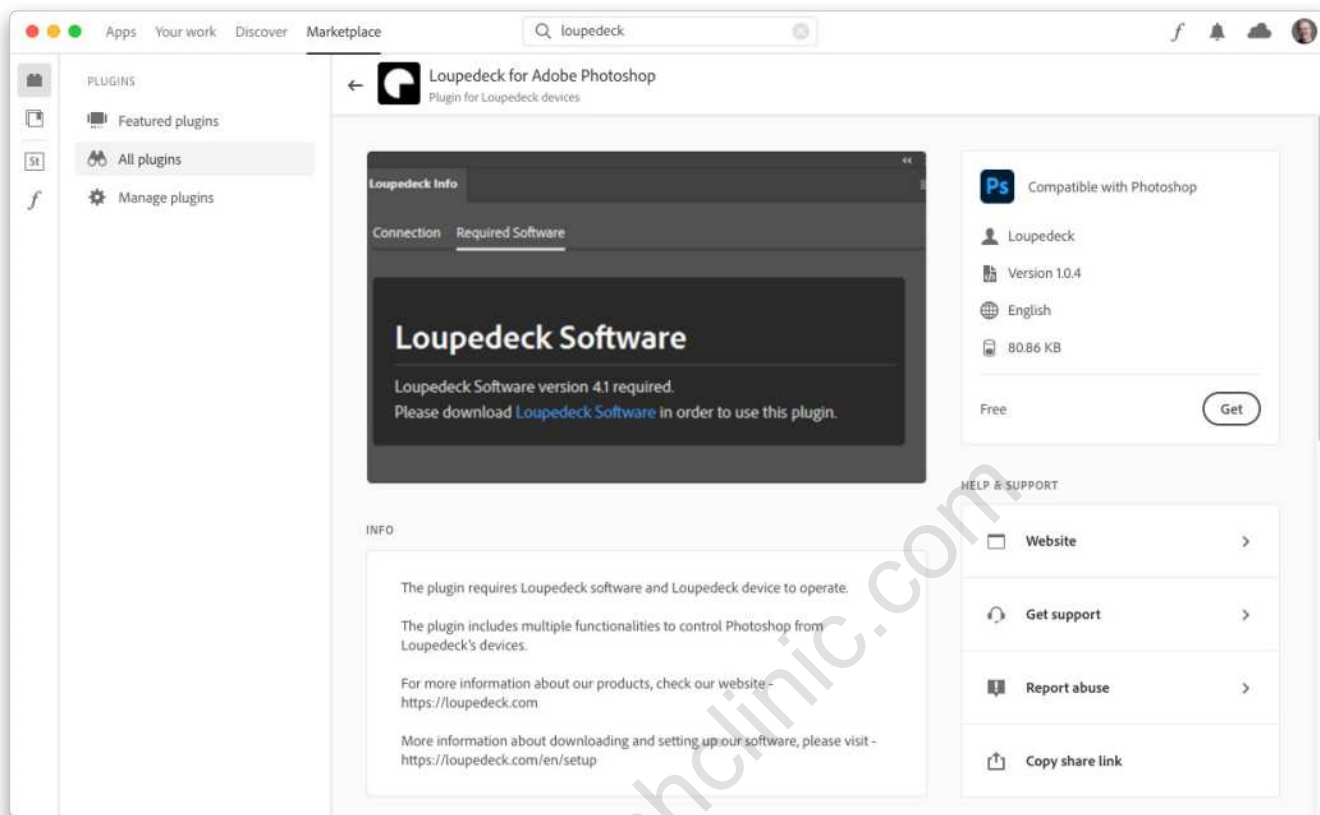 Apps Your work Discover Marketplace
loupedeck
PLUGINS
Featured plugins
All plugins
Manage plugins
St
Loupedeck for Adobe Photoshop
Plugin for Loupedeck devices
Loupedeck Info
Connection Required Software
Loupedeck Software
Loupedeck Software version 4.1 required.
Please download Loupedeck Software in order to use this plugin.
Ps Compatible with Photoshop
Loupedeck
Version 1.0.4
English
80.86 KB
Free Get
INFO
The plugin requires Loupedeck software and Loupedeck device to operate.
The plugin includes multiple functionalities to control Photoshop from
Loupedeck's devices.
For more information about our products, check our website -
https://loupedeck.com
More information about downloading and setting up our software, please visit -
https://loupedeck.com/en/setup
HELP & SUPPORT
Website
Get support
Report abuse
Copy share link
hclinic.com